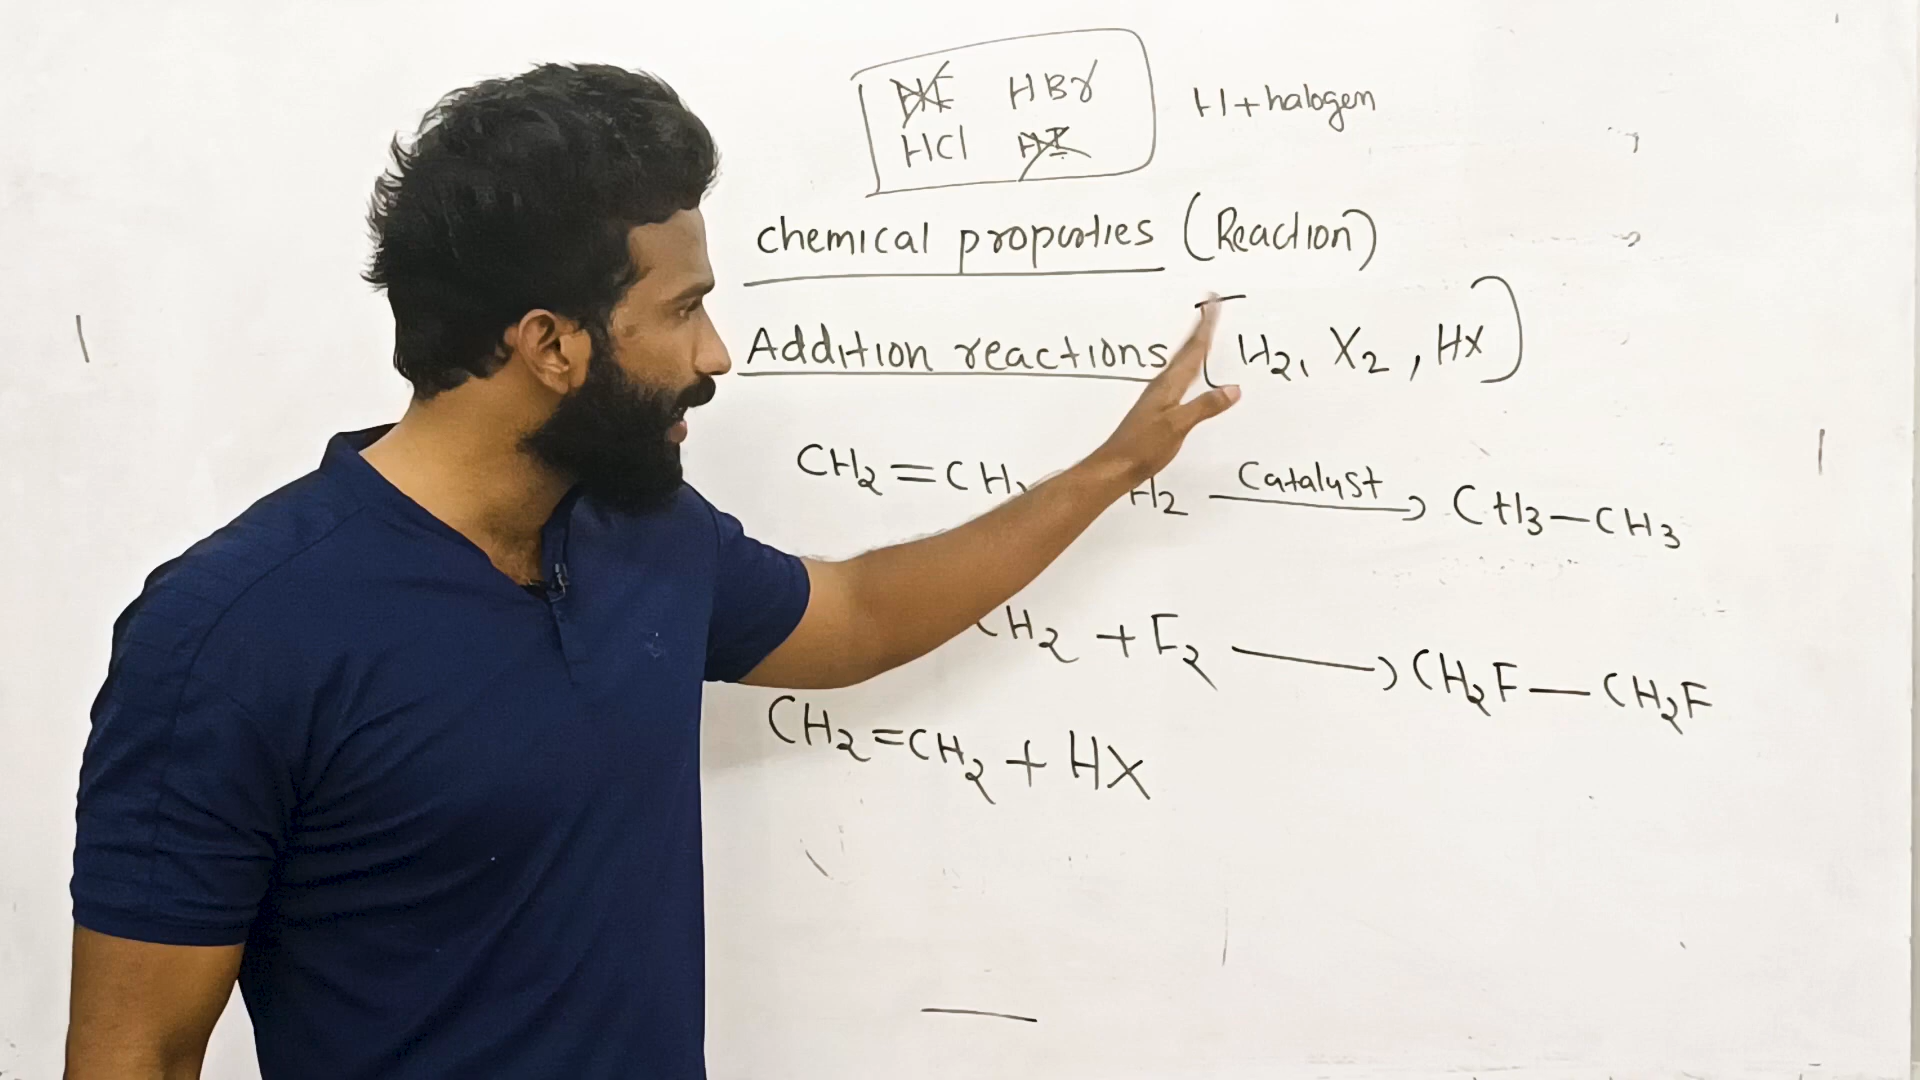 HF HBr
HCl HI
H+halogen
chemical properties (Reaction)
Addition reactions [H₂, X₂, HX]
CH₂=CH₂ H₂ Catalyst → CH3–CH3
CH₂ + F₂ → CH₂F–CH₂F
CH₂=CH₂ + HX